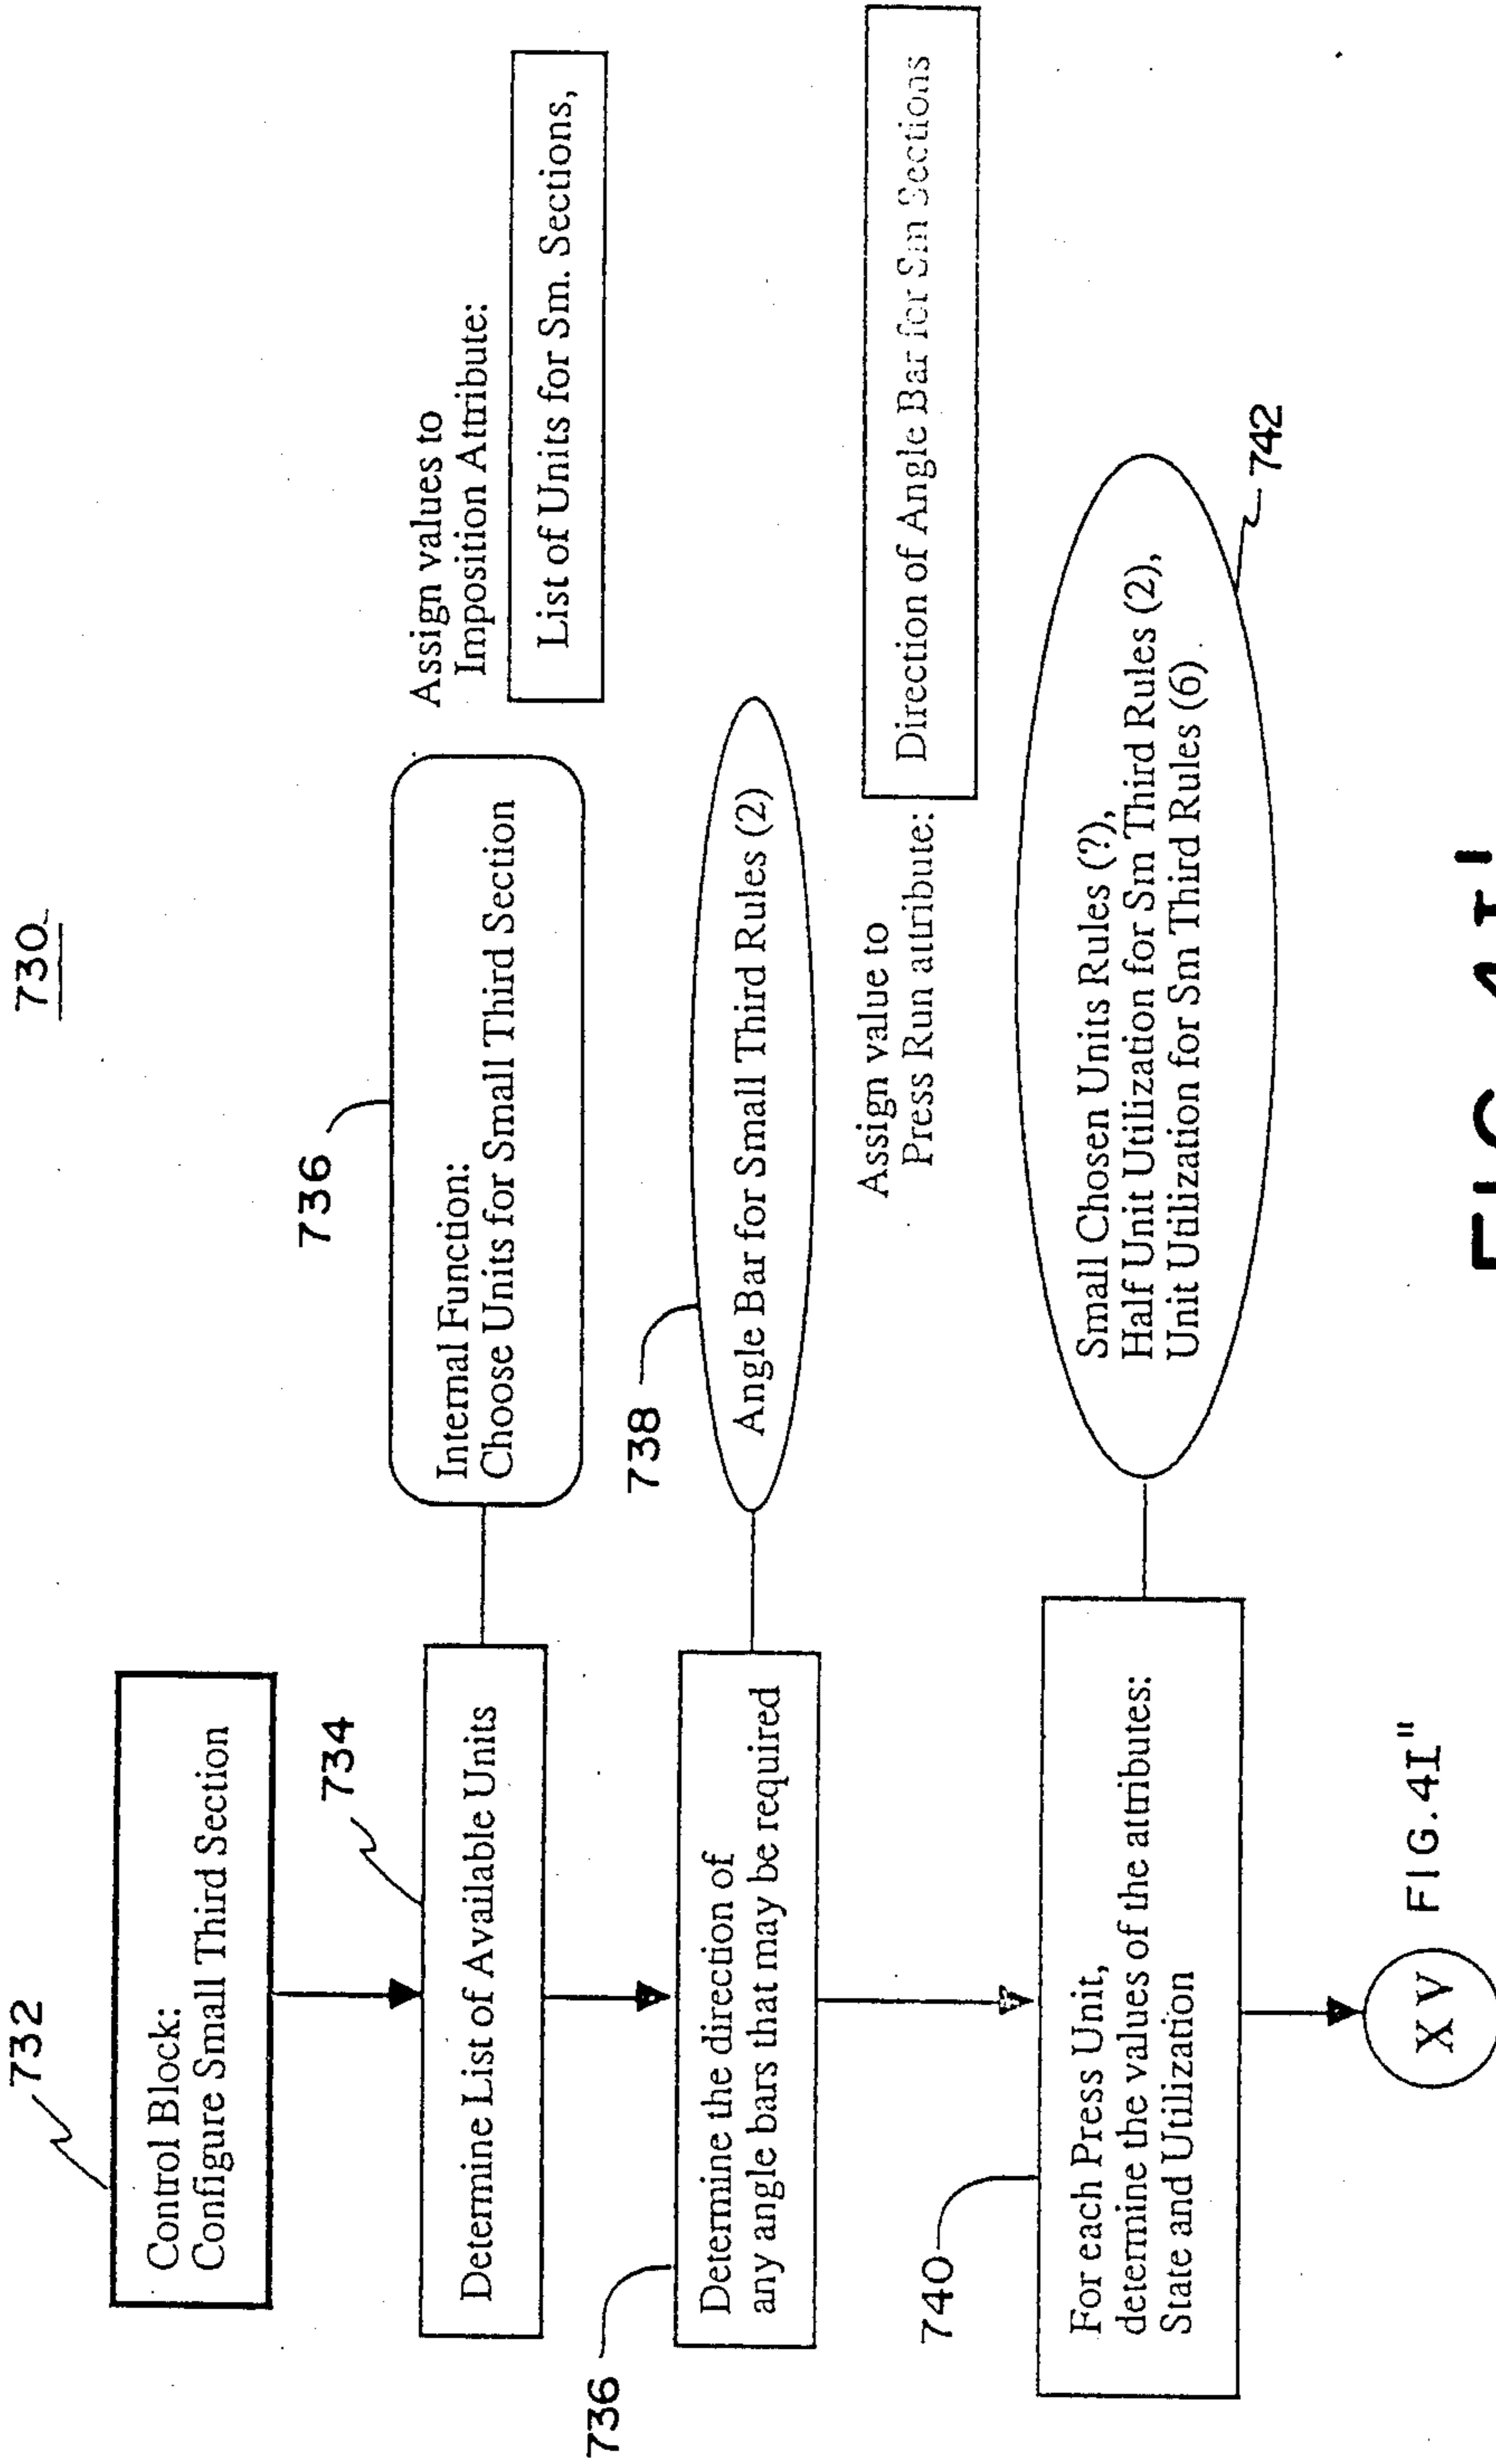 730
732
Control Block:
Configure Small Third Section
734
Determine List of Available Units
736
Internal Function:
Choose Units for Small Third Section
Assign values to
Imposition Attribute:
List of Units for Sm. Sections,
736
Determine the direction of
any angle bars that may be required
738
Angle Bar for Small Third Rules (2)
Assign value to
Press Run attribute:
Direction of Angle Bar for Sm Sections
740
For each Press Unit,
determine the values of the attributes:
State and Utilization
Small Chosen Units Rules (?),
Half Unit Utilization for Sm Third Rules (2),
Unit Utilization for Sm Third Rules (6)
742
XV
FIG.4I"
FIG.4I'